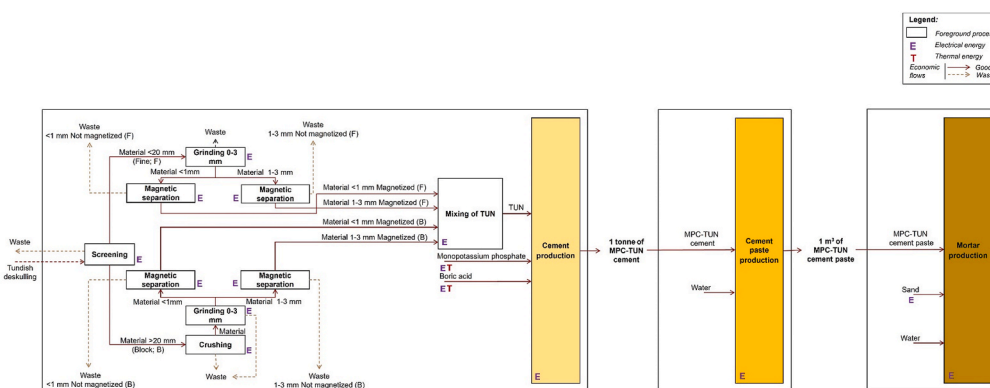 Legend:
Foreground proce
E
Electrical energy
T
Thermal energy
Economic
flows
Good
Was
Waste
<1 mm Not magnetized (F)
Waste
Waste
1-3 mm Not magnetized (F)
Material <20 mm
(Fine; F)
Grinding 0-3
mm
E
Material <1mm
Material 1-3 mm
Magnetic
separation
E
Magnetic
separation
E
Material <1 mm Magnetized (F)
Material 1-3 mm Magnetized (F)
Material <1 mm Magnetized (B)
Material 1-3 mm Magnetized (B)
Mixing of TUN
E
TUN
Waste
Tundish
deskulling
Screening
E
Magnetic
separation
E
Magnetic
separation
E
Material <1mm
Material 1-3 mm
Grinding 0-3
mm
E
Material
Material >20 mm
(Block; B)
Crushing
E
Waste
<1 mm Not magnetized (B)
Waste
Waste
1-3 mm Not magnetized (B)
Monopotassium phosphate
E T
Boric acid
E T
Cement
production
E
1 tonne of
MPC-TUN
cement
MPC-TUN
cement
Water
Cement
paste
production
E
1 m³ of
MPC-TUN
cement paste
MPC-TUN
cement paste
Sand
E
Water
Mortar
production
E